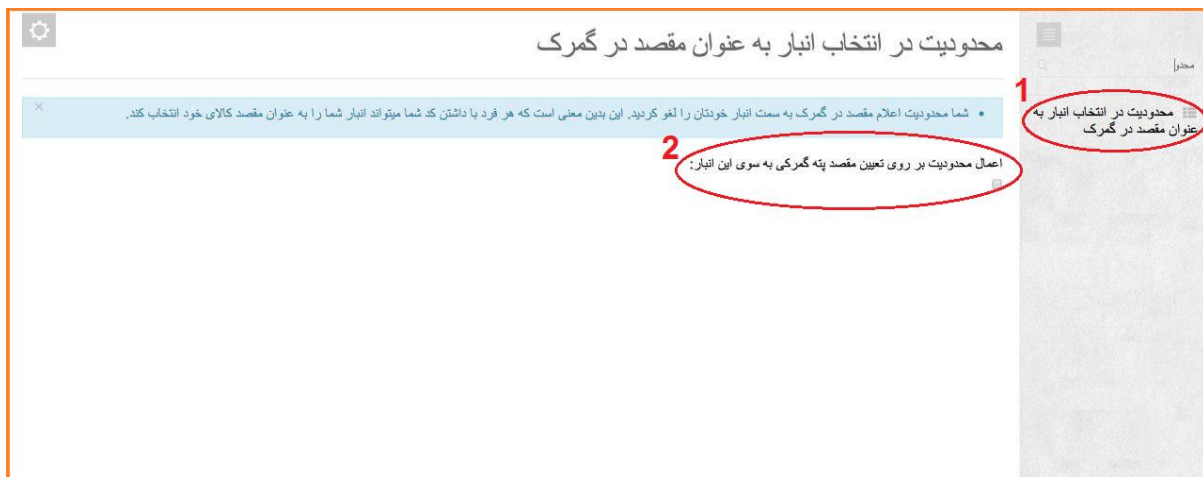 محدودیت در انتخاب انبار به عنوان مقصد در گمرک
محدو
1
محدودیت در انتخاب انبار به
عنوان مقصد در گمرک
شما محدودیت اعلام مقصد در گمرک به سمت انبار خودتان را لغو کردید. این بدین معنی است که هر فرد با داشتن کد شما میتواند انبار شما را به عنوان مقصد کالای خود انتخاب کند.
×
2
اعمال محدودیت بر روی تعیین مقصد پته گمرکی به سوی این انبار: